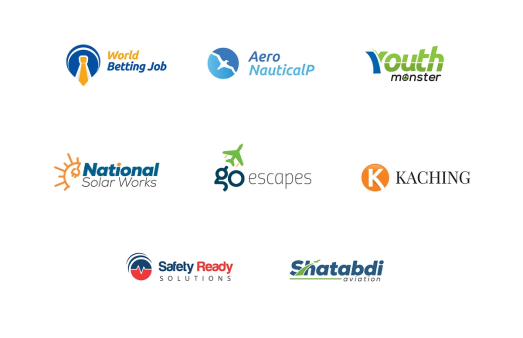 World
Betting Job
Aero
NauticalP
Youth
monster
National
Solar Works
go escapes
K KACHING
Safety Ready
SOLUTIONS
Shatabdi
aviation